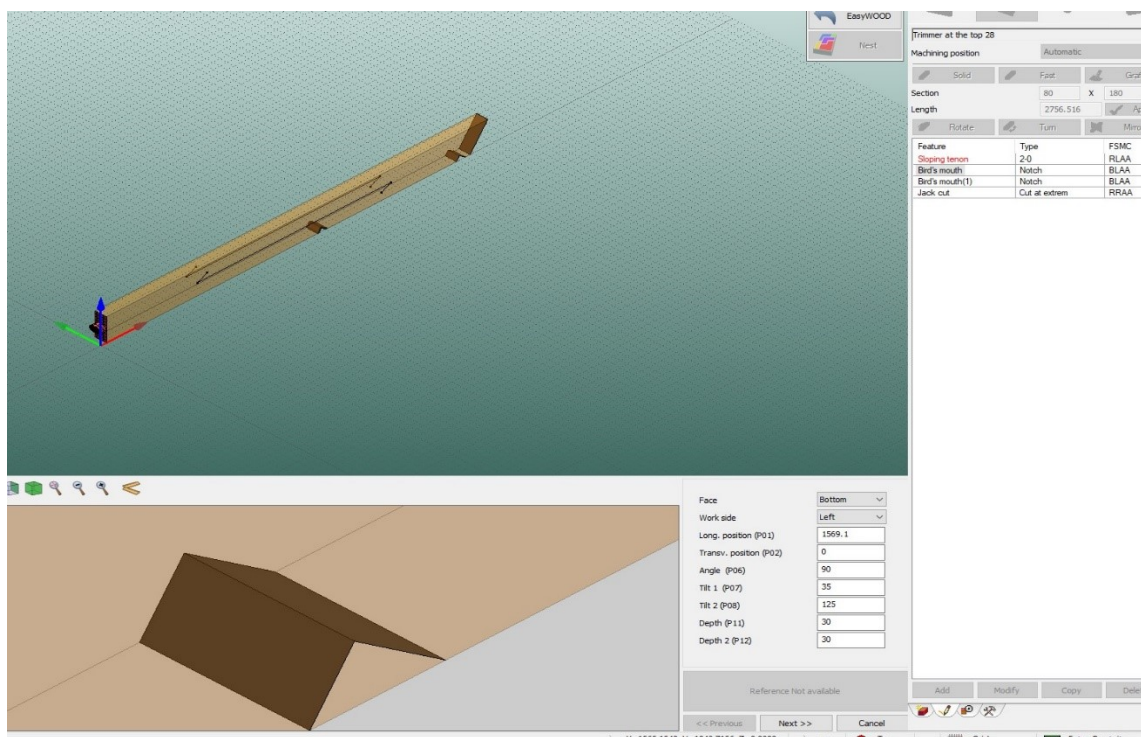 EasyWOOD
Nest
Trimmer at the top 28
Machining position Automatic
Solid Fast
Section 80 X 180
Length 2756.516
Rotate Turn
Feature Type FSMC
Sloping tenon 2-0 RLAA
Bird's mouth Notch BLAA
Bird's mouth(1) Notch BLAA
Jack cut Cut at extrem RRAA
Face Bottom
Work side Left
Long. position (P01) 1569.1
Transv. position (P02) 0
Angle (P06) 90
Tilt 1 (P07) 35
Tilt 2 (P08) 125
Depth (P11) 30
Depth 2 (P12) 30
Reference Not available
Add Modify Copy
<< Previous Next >> Cancel